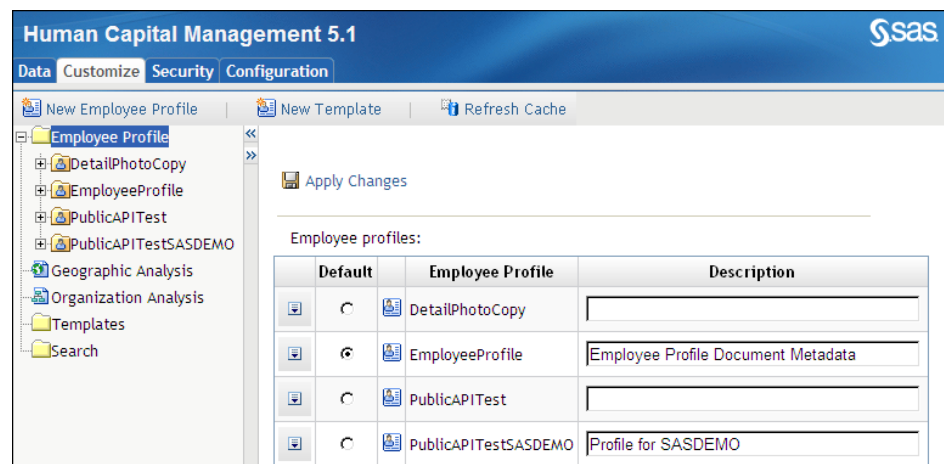 Human Capital Management 5.1
sas
Data Customize Security Configuration
New Employee Profile | New Template | Refresh Cache
Employee Profile
DetailPhotoCopy
EmployeeProfile
PublicAPITest
PublicAPITestSASDEMO
Geographic Analysis
Organization Analysis
Templates
Search
Apply Changes
Employee profiles:
Default Employee Profile Description
DetailPhotoCopy
EmployeeProfile Employee Profile Document Metadata
PublicAPITest
PublicAPITestSASDEMO Profile for SASDEMO